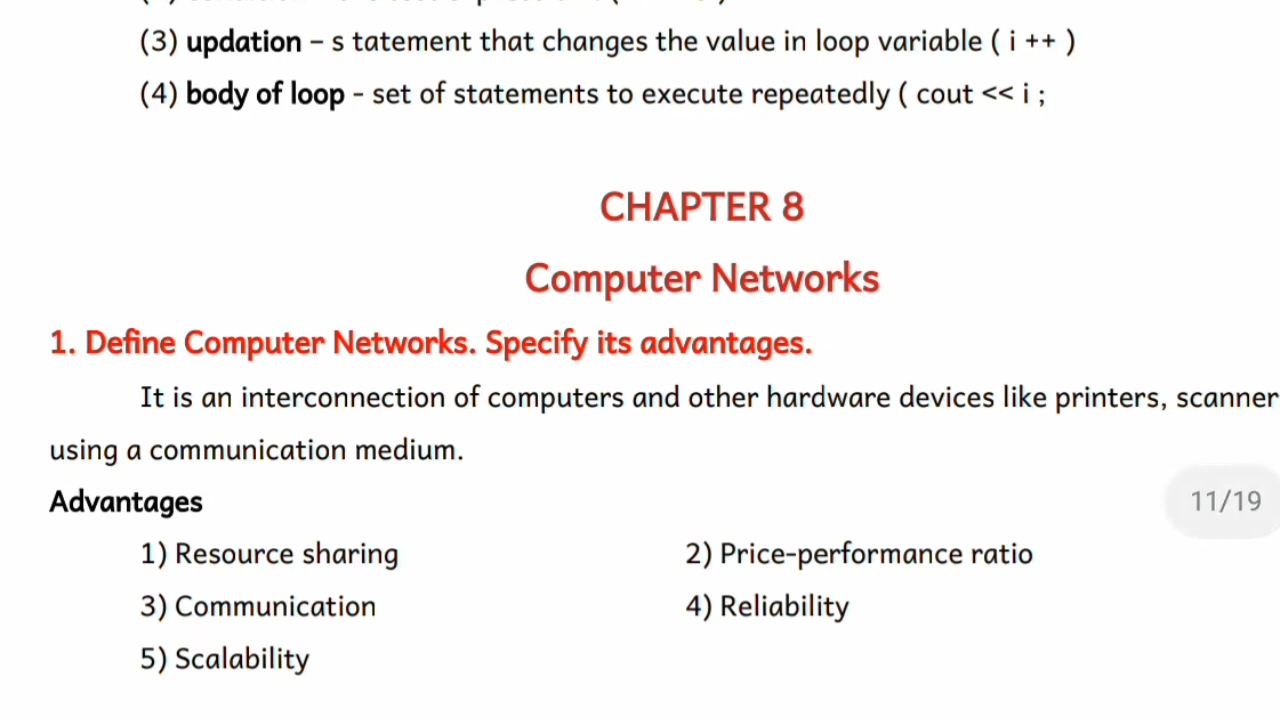 (3) updation – s tatement that changes the value in loop variable ( i ++ )
(4) body of loop - set of statements to execute repeatedly ( cout << i ;
CHAPTER 8
Computer Networks
1. Define Computer Networks. Specify its advantages.
It is an interconnection of computers and other hardware devices like printers, scanner
using a communication medium.
Advantages
11/19
1) Resource sharing 2) Price-performance ratio
3) Communication 4) Reliability
5) Scalability